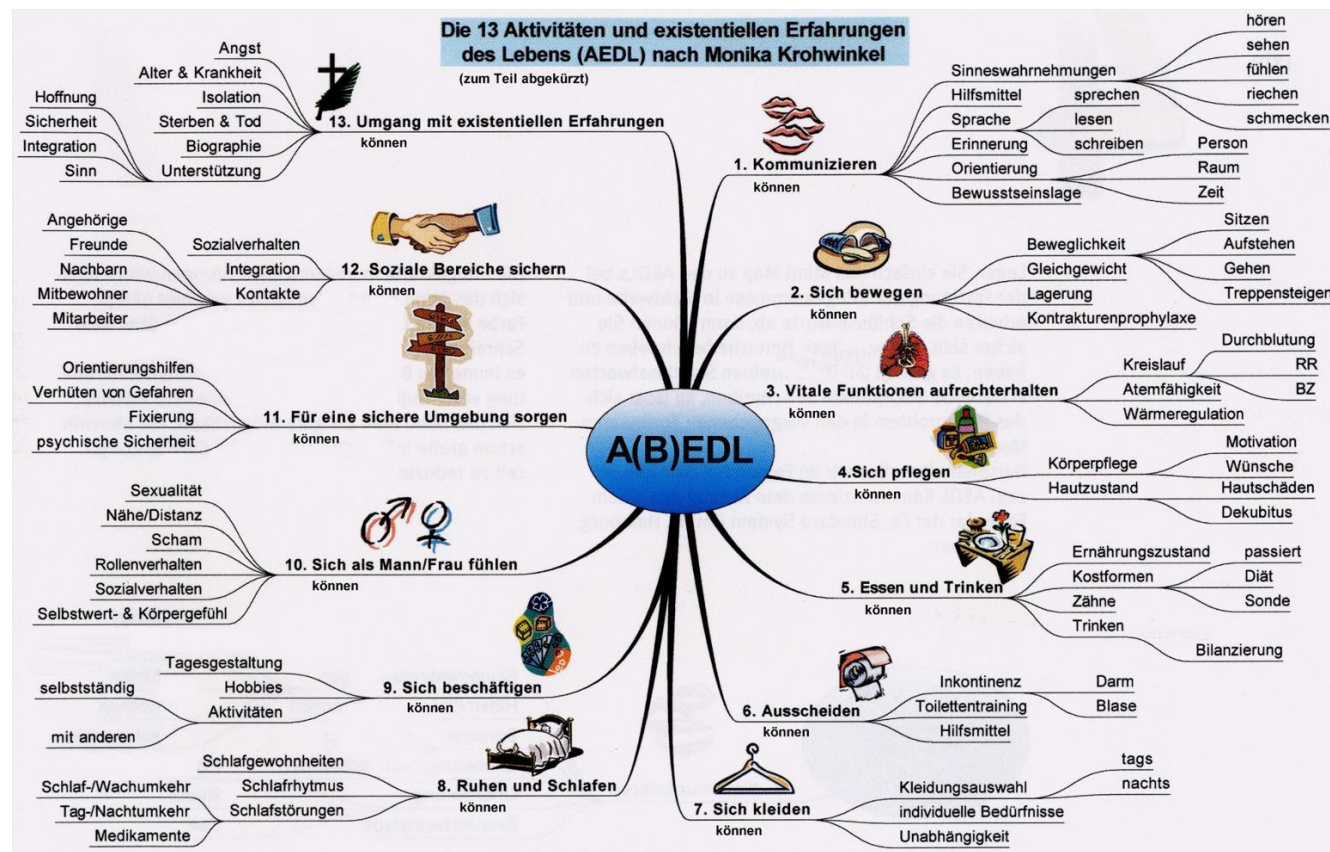 Die 13 Aktivitäten und existentiellen Erfahrungen
des Lebens (AEDL) nach Monika Krohwinkel
(zum Teil abgekürzt)
A(B)EDL
1. Kommunizieren
können
Sinneswahrnehmungen
hören
sehen
fühlen
riechen
schmecken
Hilfsmittel
Sprache
sprechen
lesen
schreiben
Erinnerung
Orientierung
Person
Raum
Zeit
Bewusstseinslage
2. Sich bewegen
können
Beweglichkeit
Sitzen
Aufstehen
Gehen
Treppensteigen
Gleichgewicht
Lagerung
Kontrakturenprophylaxe
3. Vitale Funktionen aufrechterhalten
können
Kreislauf
Durchblutung
RR
BZ
Atemfähigkeit
Wärmeregulation
4.Sich pflegen
können
Körperpflege
Motivation
Wünsche
Hautzustand
Hautschäden
Dekubitus
5. Essen und Trinken
können
Ernährungszustand
Kostformen
passiert
Diät
Sonde
Zähne
Trinken
Bilanzierung
6. Ausscheiden
können
Inkontinenz
Darm
Blase
Toilettentraining
Hilfsmittel
7. Sich kleiden
können
Kleidungsauswahl
tags
nachts
individuelle Bedürfnisse
Unabhängigkeit
8. Ruhen und Schlafen
können
Schlafgewohnheiten
Schlafrhytmus
Schlafstörungen
Schlaf-/Wachumkehr
Tag-/Nachtumkehr
Medikamente
9. Sich beschäftigen
können
Tagesgestaltung
Hobbies
Aktivitäten
selbstständig
mit anderen
10. Sich als Mann/Frau fühlen
können
Sexualität
Nähe/Distanz
Scham
Rollenverhalten
Sozialverhalten
Selbstwert- & Körpergefühl
11. Für eine sichere Umgebung sorgen
können
Orientierungshilfen
Verhüten von Gefahren
Fixierung
psychische Sicherheit
12. Soziale Bereiche sichern
können
Sozialverhalten
Integration
Kontakte
Angehörige
Freunde
Nachbarn
Mitbewohner
Mitarbeiter
13. Umgang mit existentiellen Erfahrungen
können
Angst
Alter & Krankheit
Isolation
Sterben & Tod
Biographie
Unterstützung
Hoffnung
Sicherheit
Integration
Sinn